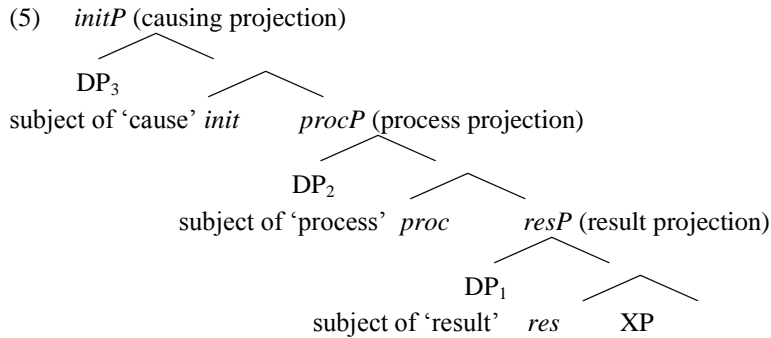 (5) initP (causing projection)
DP₃
subject of ‘cause’ init procP (process projection)
DP₂
subject of ‘process’ proc resP (result projection)
DP₁
subject of ‘result’ res XP